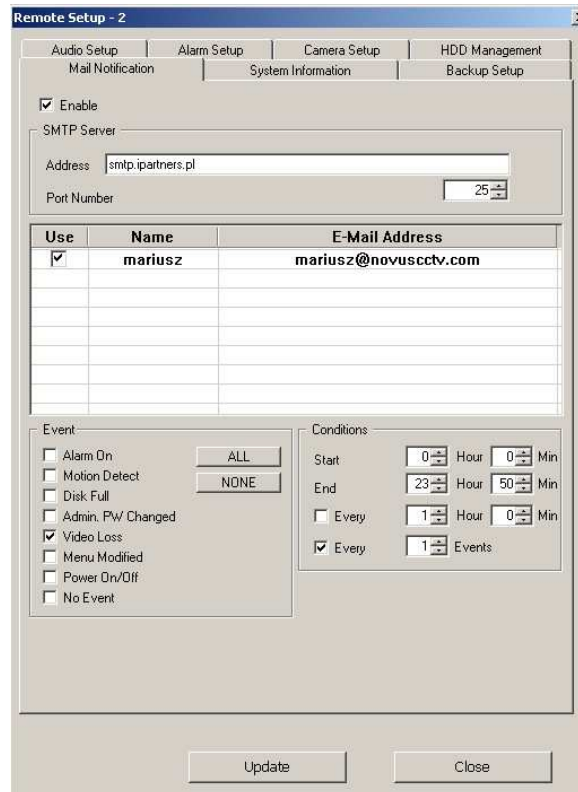 Remote Setup - 2
Audio Setup Alarm Setup Camera Setup HDD Management
Mail Notification System Information Backup Setup
Enable
SMTP Server
Address smtp.ipartners.pl
Port Number 25
Use Name E-Mail Address
mariusz mariusz@novuscctv.com
Event
Alarm On ALL
Motion Detect NONE
Disk Full
Admin. PW Changed
Video Loss
Menu Modified
Power On/Off
No Event
Conditions
Start 0 Hour 0 Min
End 23 Hour 50 Min
Every 1 Hour 0 Min
Every 1 Events
Update Close